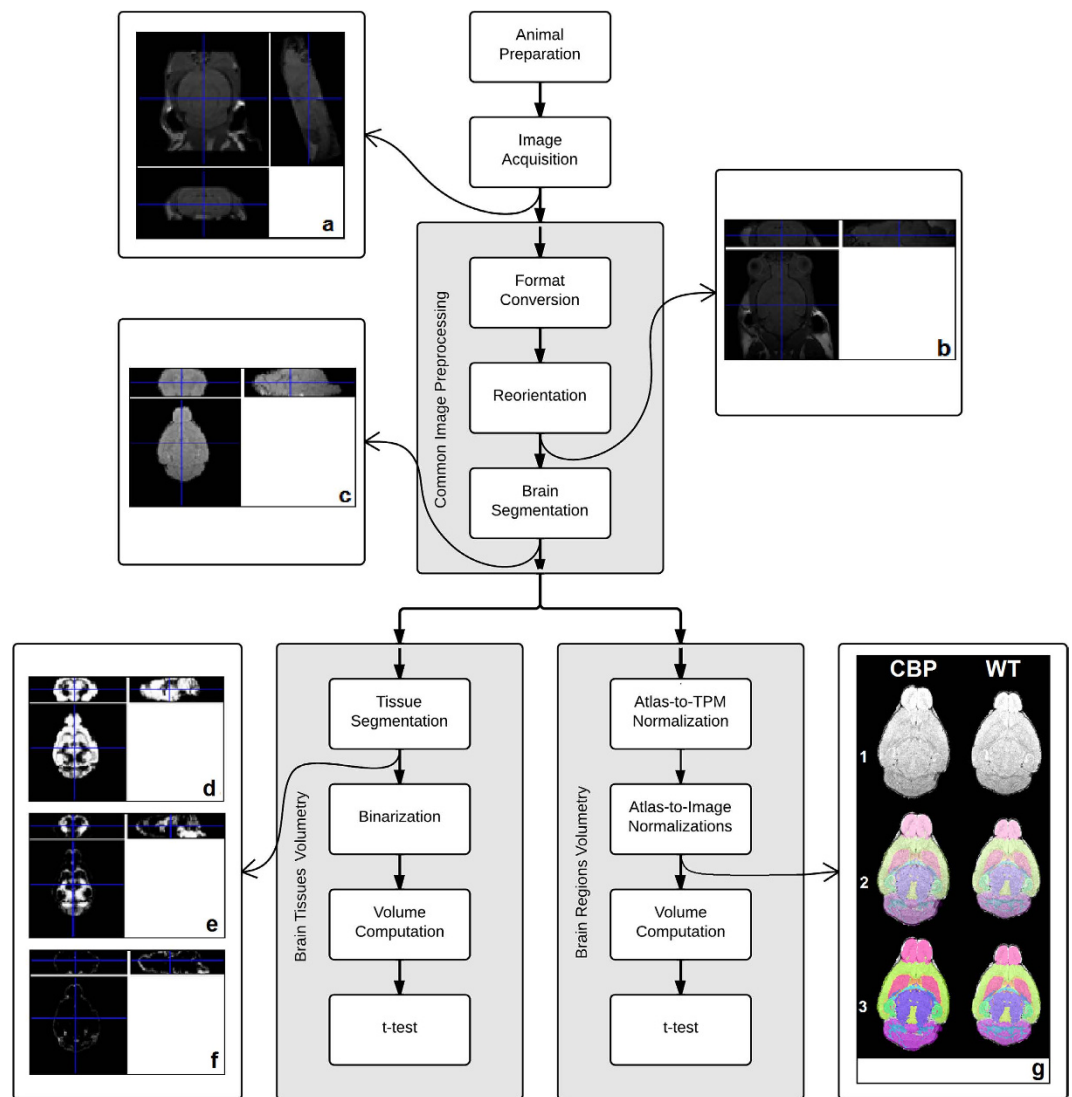 Animal
Preparation
Image
Acquisition
a
Common Image Preprocessing
Format
Conversion
b
Reorientation
c
Brain
Segmentation
Brain Tissues Volumetry
Tissue
Segmentation
d
Binarization
e
Volume
Computation
f
t-test
Brain Regions Volumetry
Atlas-to-TPM
Normalization
Atlas-to-Image
Normalizations
Volume
Computation
t-test
CBP WT
1
2
3
g